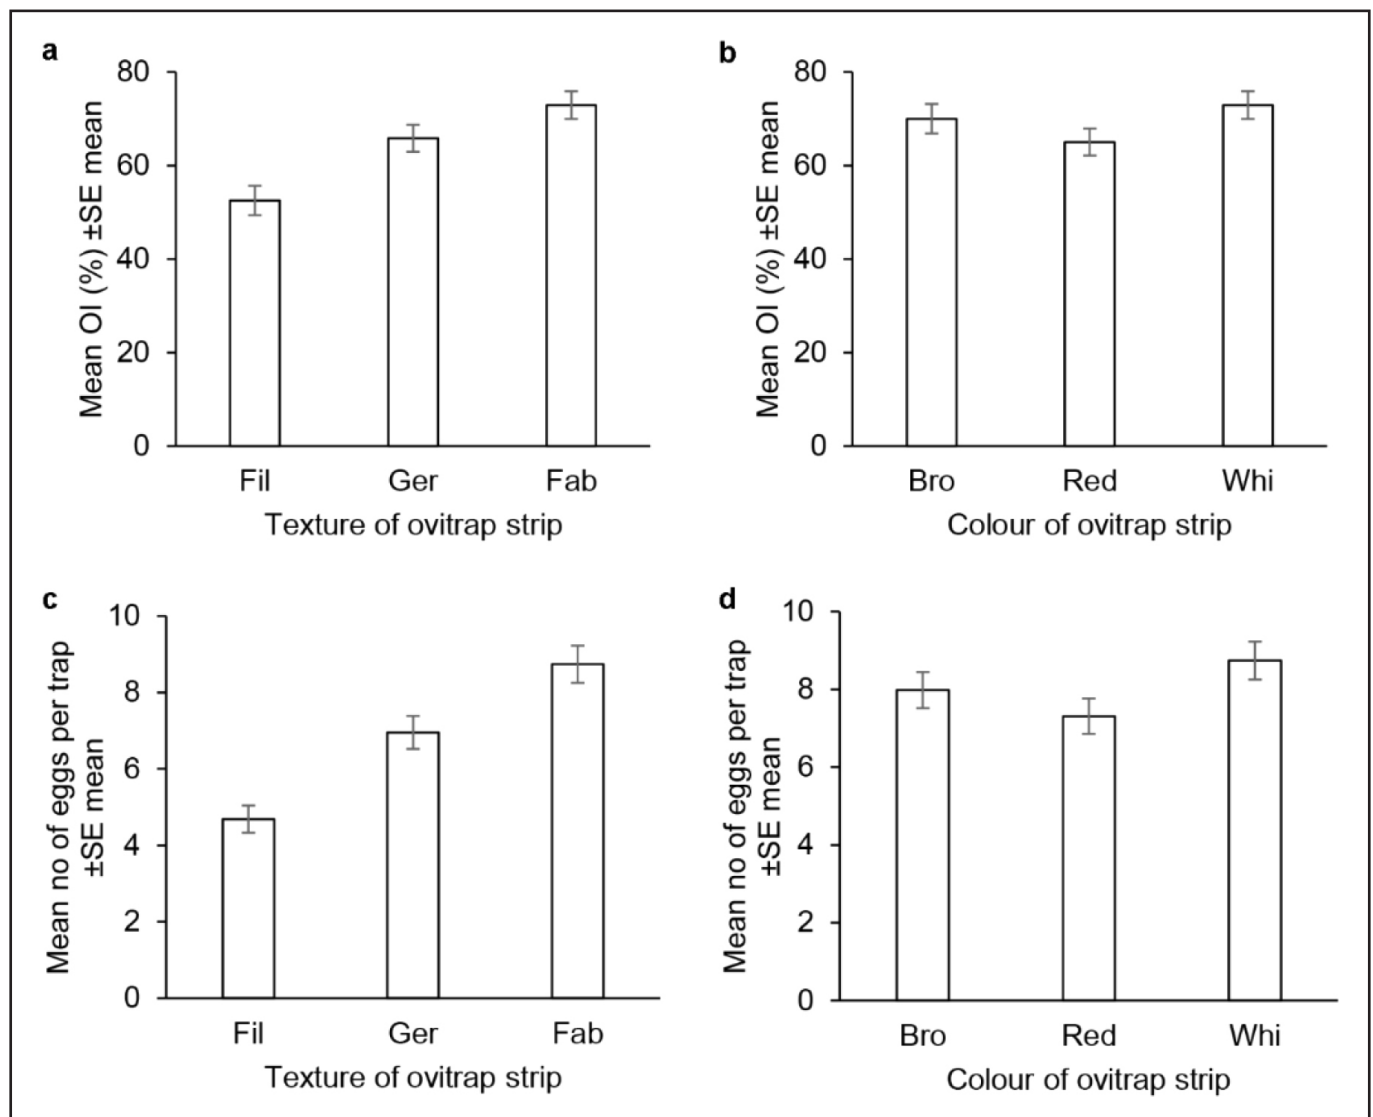 a
Mean OI (%) ±SE mean
80
60
40
20
0
Fil Ger Fab
Texture of ovitrap strip
b
Mean OI (%) ±SE mean
80
60
40
20
0
Bro Red Whi
Colour of ovitrap strip
c
Mean no of eggs per trap
±SE mean
10
8
6
4
2
0
Fil Ger Fab
Texture of ovitrap strip
d
Mean no of eggs per trap
±SE mean
10
8
6
4
2
0
Bro Red Whi
Colour of ovitrap strip